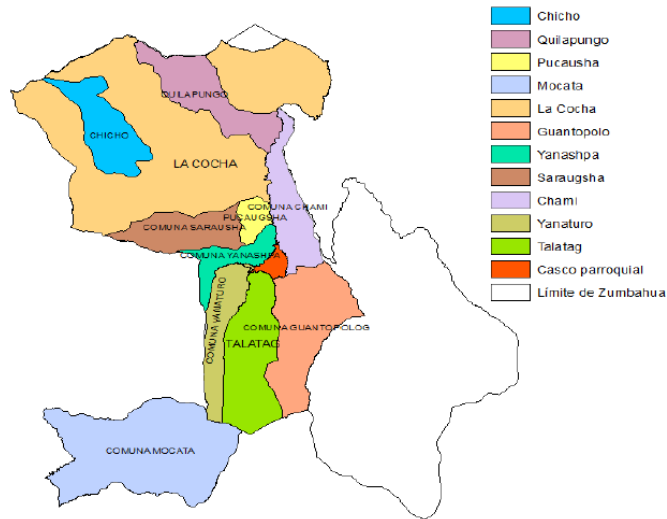 Chicho
Quilapungo
Pucausha
Mocata
La Cocha
Guantopolo
Yanashpa
Saraugsha
Chami
Yanaturo
Talatag
Casco parroquial
Límite de Zumbahua
QUILAPUNGO
CHICHO
LA COCHA
COMUNA CHAMI
PUCAUGSHA
COMUNA SARAUSHA
COMUNA YANASHPA
COMUNA YANATURO
COMUNA GUANTOPOLOG
TALATAG
COMUNA MOCATA